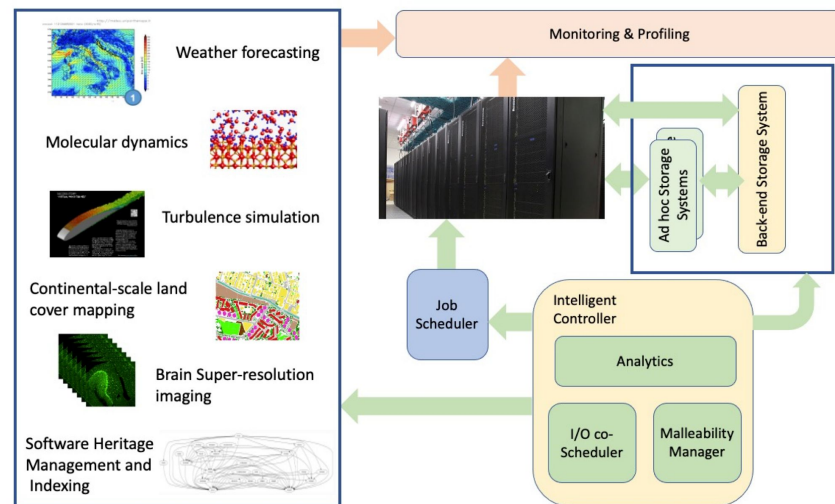 Weather forecasting
1
Molecular dynamics
Turbulence simulation
Continental-scale land
cover mapping
Brain Super-resolution
imaging
Software Heritage
Management and
Indexing
Monitoring & Profiling
Ad hoc Storage
Systems
Back-end Storage System
Job
Scheduler
Intelligent
Controller
Analytics
I/O co-
Scheduler
Malleability
Manager